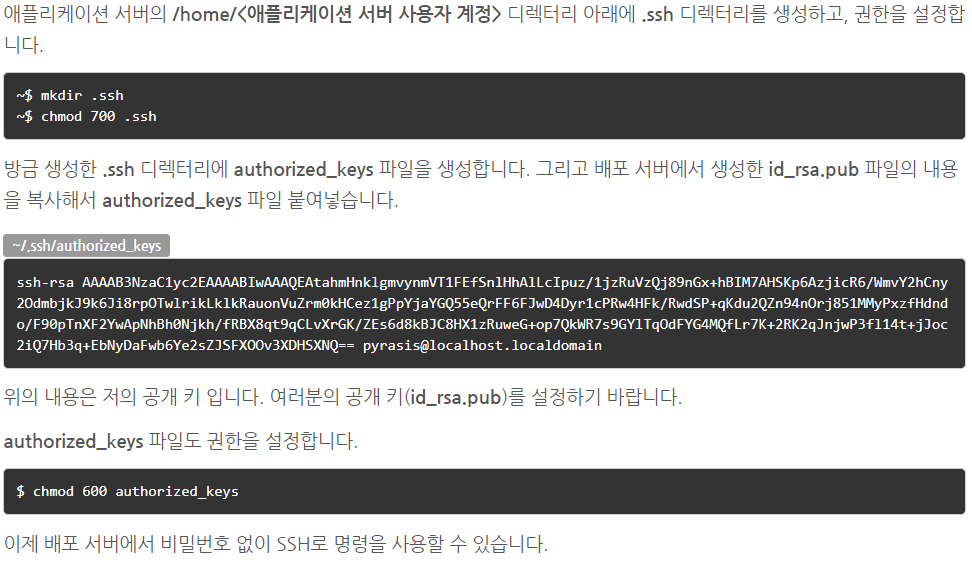 애플리케이션 서버의 /home/<애플리케이션 서버 사용자 계정> 디렉터리 아래에 .ssh 디렉터리를 생성하고, 권한을 설정합
니다.
~$ mkdir .ssh
~$ chmod 700 .ssh
방금 생성한 .ssh 디렉터리에 authorized_keys 파일을 생성합니다. 그리고 배포 서버에서 생성한 id_rsa.pub 파일의 내용
을 복사해서 authorized_keys 파일 붙여넣습니다.
~/.ssh/authorized_keys
ssh-rsa AAAAB3NzaC1yc2EAAAABIwAAAQEAtahmHnklgmvynmVT1FEfSnlHhAlLcIpuz/1jzRuVzQj89nGx+hBIM7AHSKp6AzjicR6/WmvY2hCny
2OdmbjkJ9k6Ji8rpOTwlrikLklkRauonVuZrm0kHCez1gPpYjaYGQ55eQrFF6FJwD4Dyr1cPRw4HFk/RwdSP+qKdu2QZn94nOrj851MMyPxzfHdnd
o/F90pTnXF2YwApNhBh0Njkh/fRBX8qt9qCLvXrGK/ZEs6d8kBJC8HX1zRuweG+op7QkWR7s9GYlTqOdFYG4MQfLr7K+2RK2qJnjwP3fl14t+jJoc
2iQ7Hb3q+EbNyDaFwb6Ye2sZJSFXOOv3XDHSXNQ== pyrasis@localhost.localdomain
위의 내용은 저의 공개 키 입니다. 여러분의 공개 키(id_rsa.pub)를 설정하기 바랍니다.
authorized_keys 파일도 권한을 설정합니다.
$ chmod 600 authorized_keys
이제 배포 서버에서 비밀번호 없이 SSH로 명령을 사용할 수 있습니다.